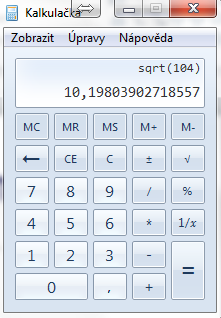 Kalkulačka
Zobrazit Úpravy Nápověda
sqrt(104)
10,19803902718557
MC MR MS M+ M-
← CE C ± √
7 8 9 / %
4 5 6 * 1/x
1 2 3 - =
0 , +